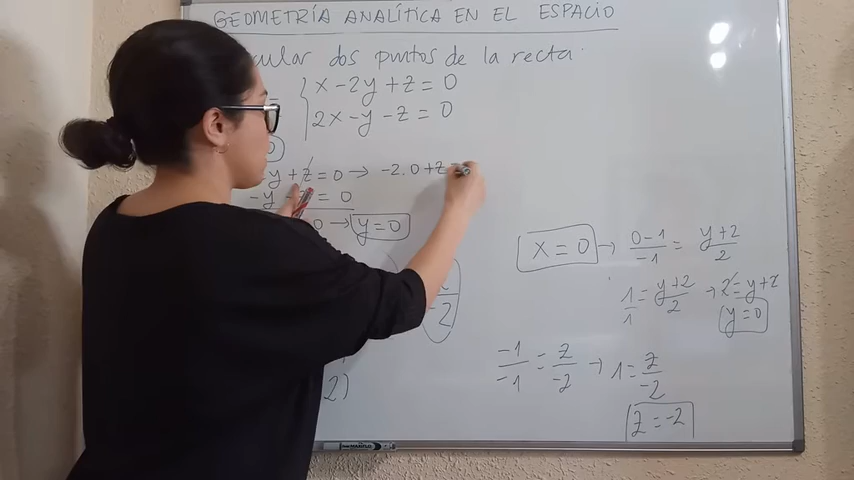 GEOMETRÍA ANALÍTICA EN EL ESPACIO
cular dos puntos de la recta
x - 2y + z = 0
2x - y - z = 0
y + z = 0 → -2.0 + z =
-y - z = 0
0 → y = 0
x = 0 → 0-1/-1 = y+2/2
1/1 = y+2/2 → 2 = y+2
y = 0
-1/-1 = z/-2 → 1 = z/-2
z = -2
-2
2)